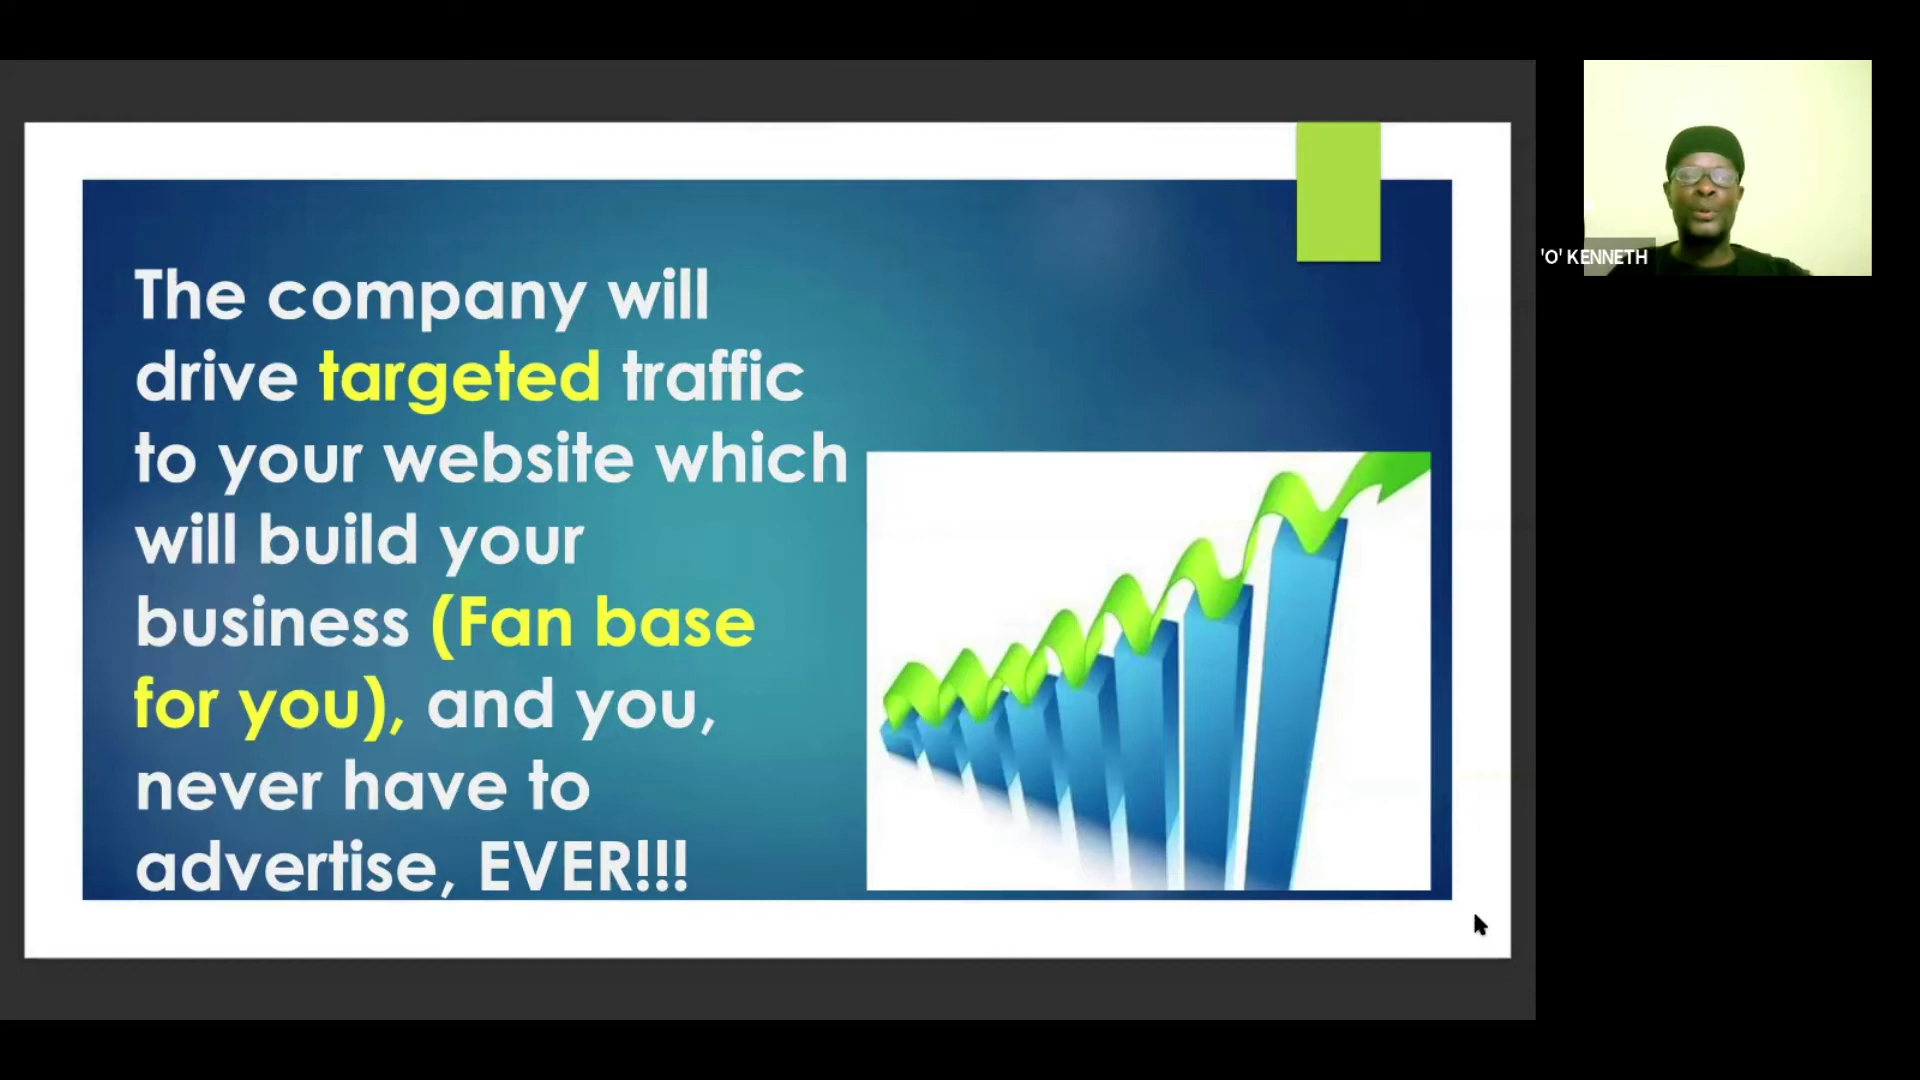 The company will
drive targeted traffic
to your website which
will build your
business (Fan base
for you), and you,
never have to
advertise, EVER!!!
'O' KENNETH